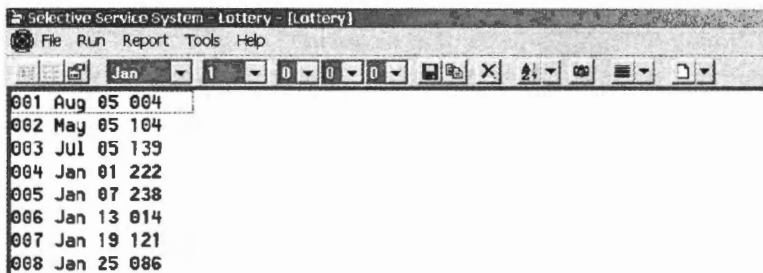 Selective Service System - Lottery - [Lottery]
File Run Report Tools Help
Jan 1 0 0 0
001 Aug 05 004
002 May 05 104
003 Jul 05 139
004 Jan 01 222
005 Jan 07 238
006 Jan 13 014
007 Jan 19 121
008 Jan 25 086